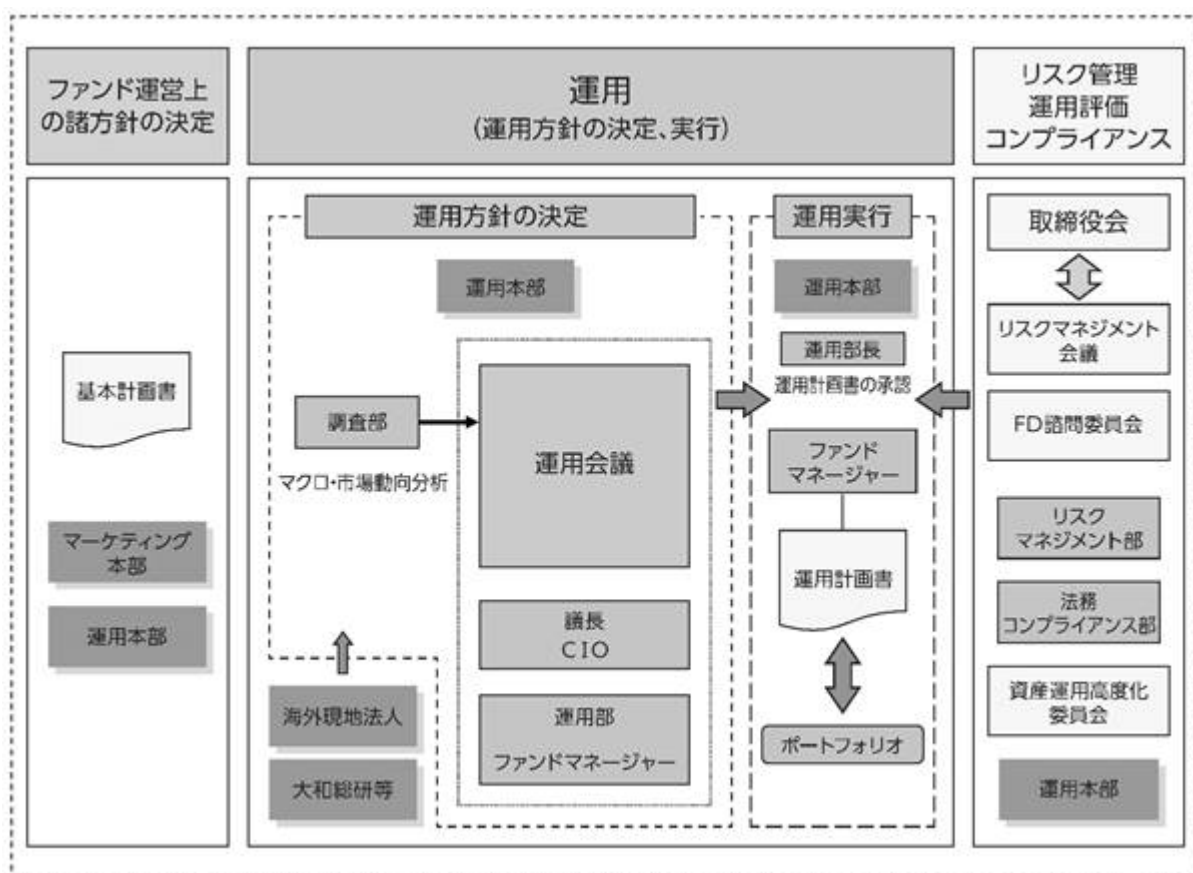 ファンド運営上
の諸方針の決定
基本計画書
マーケティング
本部
運用本部
運用
(運用方針の決定、実行)
運用方針の決定
運用本部
調査部
マクロ・市場動向分析
運用会議
議長
CIO
運用部
ファンドマネージャー
海外現地法人
大和総研等
運用実行
運用本部
運用部長
運用計画書の承認
ファンド
マネージャー
運用計画書
ポートフォリオ
リスク管理
運用評価
コンプライアンス
取締役会
リスクマネジメント
会議
FD諮問委員会
リスク
マネジメント部
法務
コンプライアンス部
資産運用高度化
委員会
運用本部